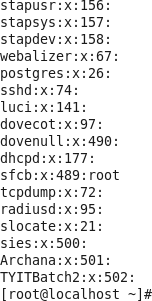 stapusr:x:156:
stapsys:x:157:
stapdev:x:158:
webalizer:x:67:
postgres:x:26:
sshd:x:74:
luci:x:141:
dovecot:x:97:
dovenull:x:490:
dhcpd:x:177:
sfcb:x:489:root
tcpdump:x:72:
radiusd:x:95:
slocate:x:21:
sies:x:500:
Archana:x:501:
TYITBatch2:x:502:
[root@localhost ~]#